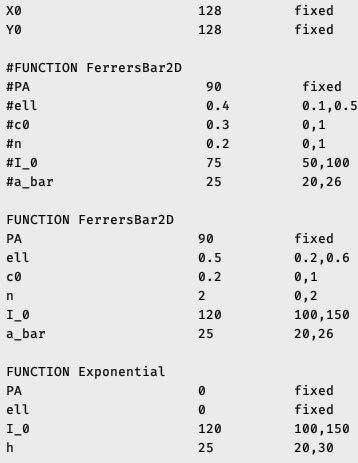 X0 128 fixed
Y0 128 fixed
#FUNCTION FerrersBar2D
#PA 90 fixed
#ell 0.4 0.1,0.5
#c0 0.3 0,1
#n 0.2 0,1
#I_0 75 50,100
#a_bar 25 20,26
FUNCTION FerrersBar2D
PA 90 fixed
ell 0.5 0.2,0.6
c0 0.2 0,1
n 2 0,2
I_0 120 100,150
a_bar 25 20,26
FUNCTION Exponential
PA 0 fixed
ell 0 fixed
I_0 120 100,150
h 25 20,30